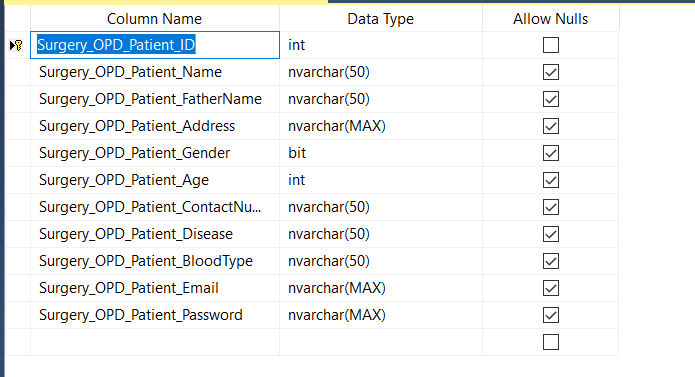 Column Name Data Type Allow Nulls
Surgery_OPD_Patient_ID int
Surgery_OPD_Patient_Name nvarchar(50)
Surgery_OPD_Patient_FatherName nvarchar(50)
Surgery_OPD_Patient_Address nvarchar(MAX)
Surgery_OPD_Patient_Gender bit
Surgery_OPD_Patient_Age int
Surgery_OPD_Patient_ContactNu... nvarchar(50)
Surgery_OPD_Patient_Disease nvarchar(50)
Surgery_OPD_Patient_BloodType nvarchar(50)
Surgery_OPD_Patient_Email nvarchar(MAX)
Surgery_OPD_Patient_Password nvarchar(MAX)